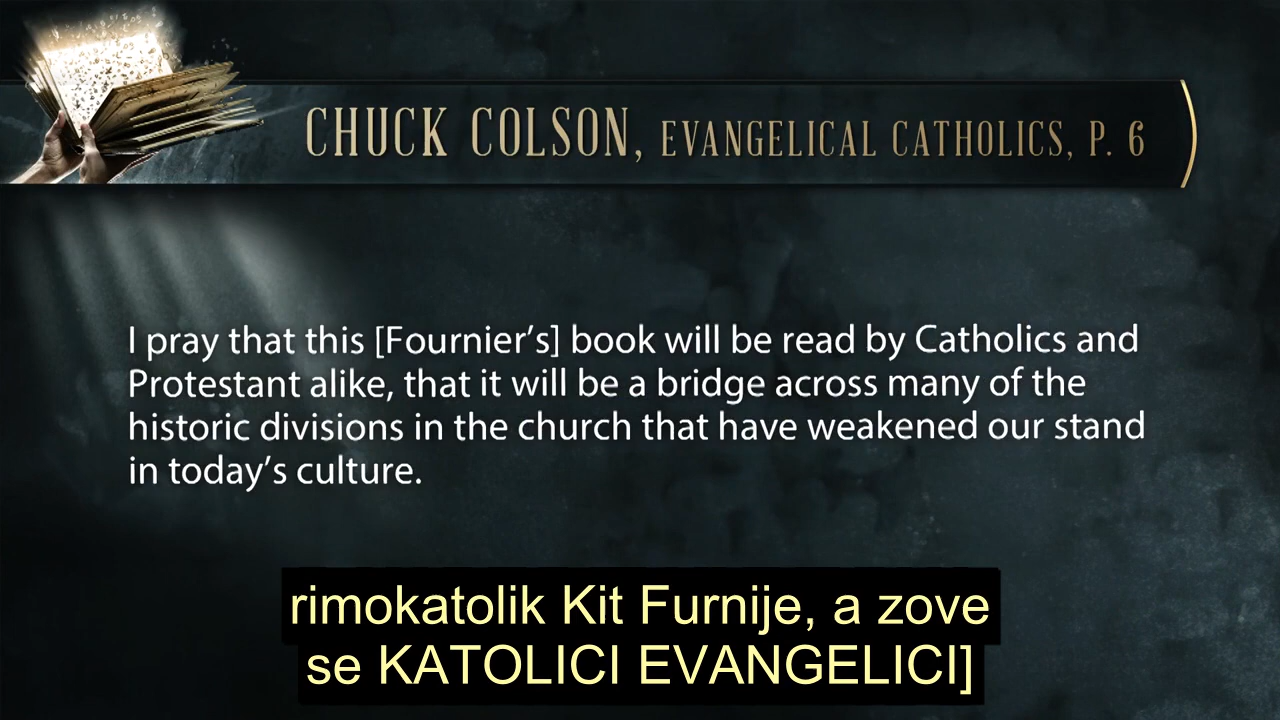 CHUCK COLSON, EVANGELICAL CATHOLICS, P. 6
I pray that this [Fournier’s] book will be read by Catholics and
Protestant alike, that it will be a bridge across many of the
historic divisions in the church that have weakened our stand
in today’s culture.
rimokatolik Kit Furnije, a zove
se KATOLICI EVANGELICI]